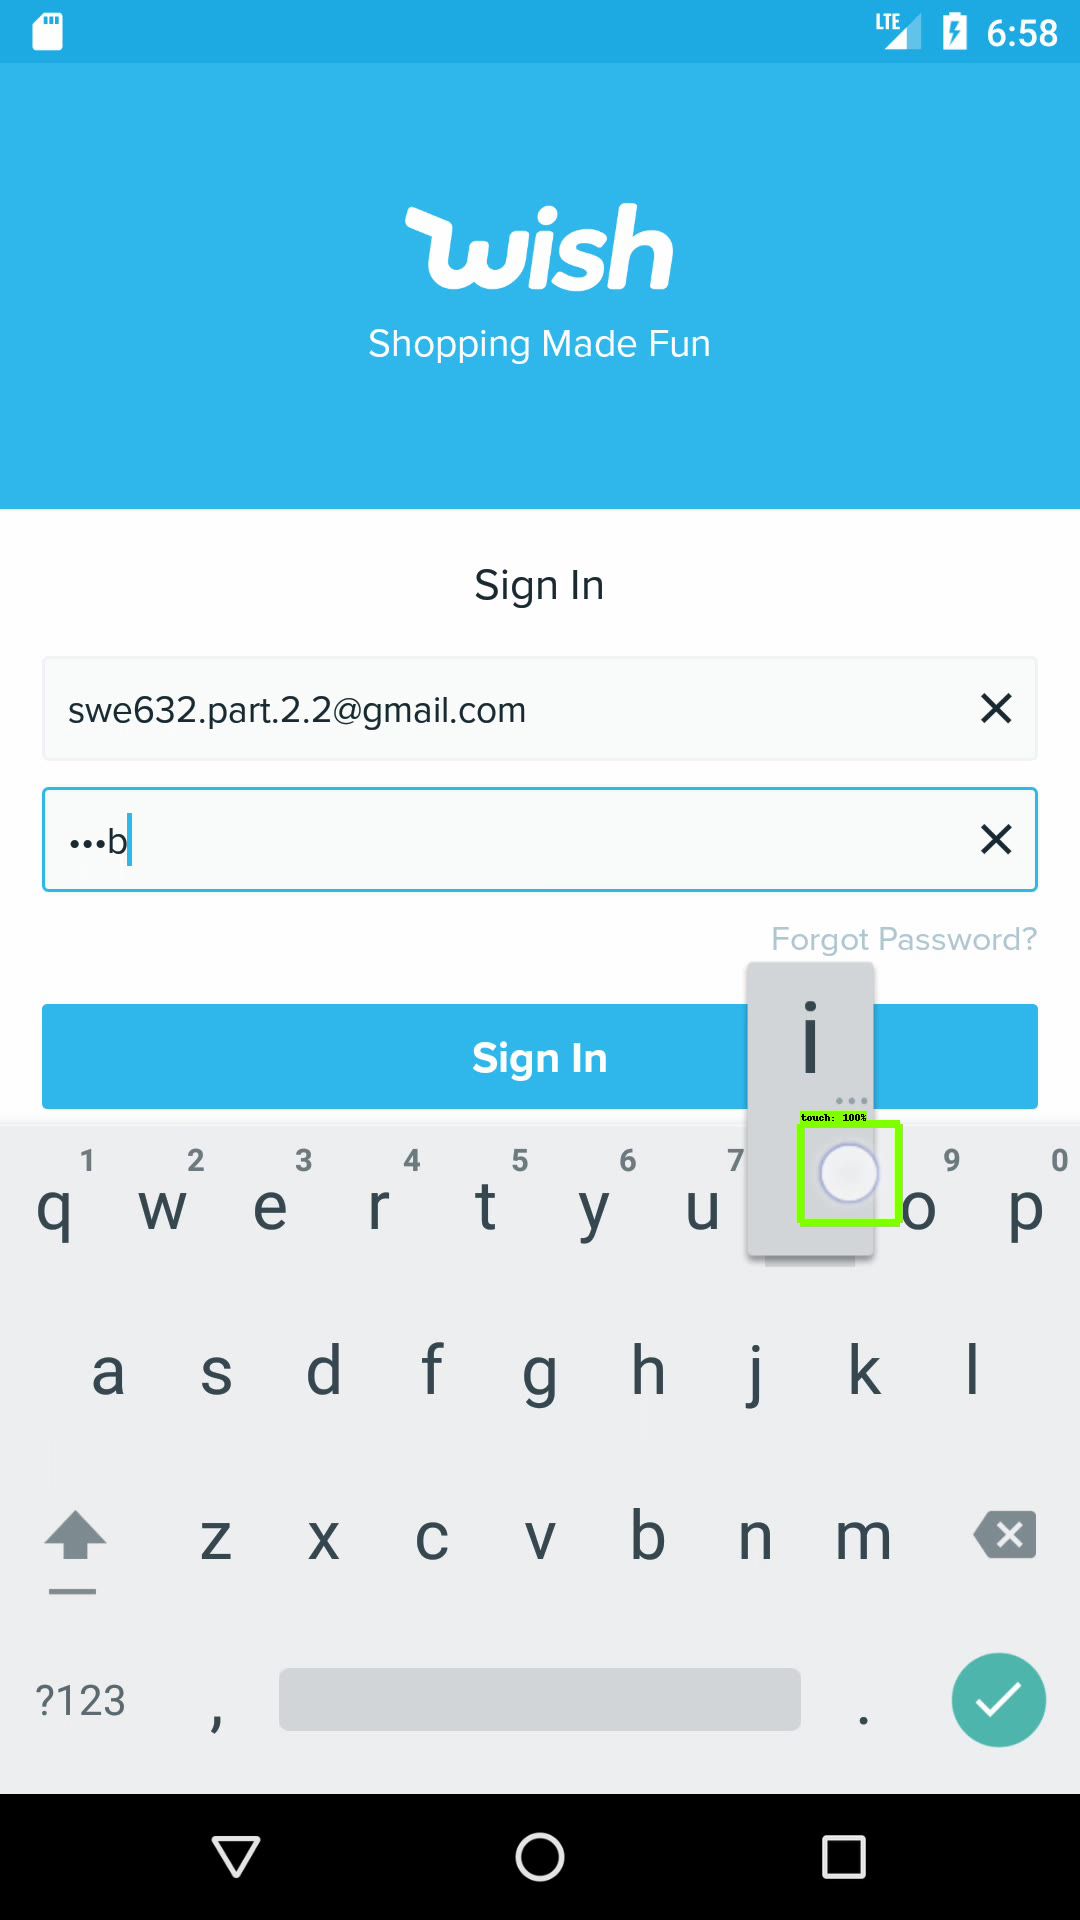 LTE 6:58
wish
Shopping Made Fun
Sign In
swe632.part.2.2@gmail.com
•••b
Forgot Password?
Sign In
i
touch: 100%
1 2 3 4 5 6 7 9 0
q w e r t y u o p
a s d f g h j k l
z x c v b n m
?123 , .